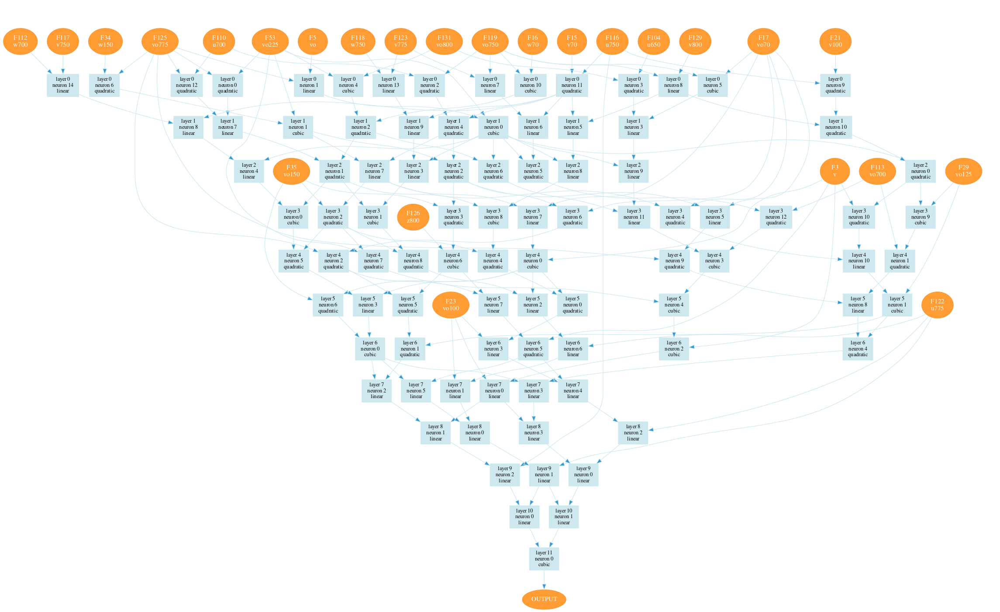 F112
w700
F117
v750
F34
w150
F125
vo775
F110
u700
F53
vo225
F5
vo
F118
w750
F123
v775
F131
vo800
F119
vo750
F16
w70
F15
v70
F116
u750
F104
u650
F129
v800
F17
vo70
F21
v100
layer 0
neuron 14
linear
layer 0
neuron 6
quadratic
layer 0
neuron 12
quadratic
layer 0
neuron 0
quadratic
layer 0
neuron 1
linear
layer 0
neuron 4
cubic
layer 0
neuron 13
linear
layer 0
neuron 2
quadratic
layer 0
neuron 7
linear
layer 0
neuron 10
cubic
layer 0
neuron 11
quadratic
layer 0
neuron 3
quadratic
layer 0
neuron 8
linear
layer 0
neuron 5
cubic
layer 0
neuron 9
quadratic
layer 1
neuron 8
linear
layer 1
neuron 7
linear
layer 1
neuron 1
cubic
layer 1
neuron 2
quadratic
layer 1
neuron 9
linear
layer 1
neuron 4
quadratic
layer 1
neuron 0
cubic
layer 1
neuron 6
linear
layer 1
neuron 5
linear
layer 1
neuron 3
linear
layer 1
neuron 10
quadratic
layer 2
neuron 4
linear
F35
vo150
layer 2
neuron 1
quadratic
layer 2
neuron 7
linear
layer 2
neuron 3
linear
layer 2
neuron 2
quadratic
layer 2
neuron 6
quadratic
layer 2
neuron 5
quadratic
layer 2
neuron 8
linear
layer 2
neuron 9
linear
F3
v
F113
vo700
layer 2
neuron 0
quadratic
F29
vo125
layer 3
neuron 0
cubic
layer 3
neuron 2
quadratic
layer 3
neuron 1
cubic
F126
z800
layer 3
neuron 3
quadratic
layer 3
neuron 8
cubic
layer 3
neuron 7
linear
layer 3
neuron 6
quadratic
layer 3
neuron 11
linear
layer 3
neuron 4
quadratic
layer 3
neuron 5
linear
layer 3
neuron 12
quadratic
layer 3
neuron 10
quadratic
layer 3
neuron 9
cubic
layer 4
neuron 5
quadratic
layer 4
neuron 2
quadratic
layer 4
neuron 7
quadratic
layer 4
neuron 8
quadratic
layer 4
neuron 6
cubic
layer 4
neuron 4
quadratic
layer 4
neuron 0
cubic
layer 4
neuron 9
quadratic
layer 4
neuron 3
cubic
layer 4
neuron 10
linear
layer 4
neuron 1
quadratic
layer 5
neuron 6
quadratic
layer 5
neuron 3
linear
layer 5
neuron 5
quadratic
F23
vo100
layer 5
neuron 7
linear
layer 5
neuron 2
linear
layer 5
neuron 0
quadratic
layer 5
neuron 4
cubic
layer 5
neuron 8
linear
layer 5
neuron 1
cubic
F122
u775
layer 6
neuron 0
cubic
layer 6
neuron 1
quadratic
layer 6
neuron 3
linear
layer 6
neuron 5
quadratic
layer 6
neuron 6
linear
layer 6
neuron 2
cubic
layer 6
neuron 4
quadratic
layer 7
neuron 2
linear
layer 7
neuron 5
linear
layer 7
neuron 1
linear
layer 7
neuron 0
linear
layer 7
neuron 3
linear
layer 7
neuron 4
linear
layer 8
neuron 1
linear
layer 8
neuron 0
linear
layer 8
neuron 3
linear
layer 8
neuron 2
linear
layer 9
neuron 2
linear
layer 9
neuron 1
linear
layer 9
neuron 0
linear
layer 10
neuron 0
linear
layer 10
neuron 1
linear
layer 11
neuron 0
cubic
OUTPUT